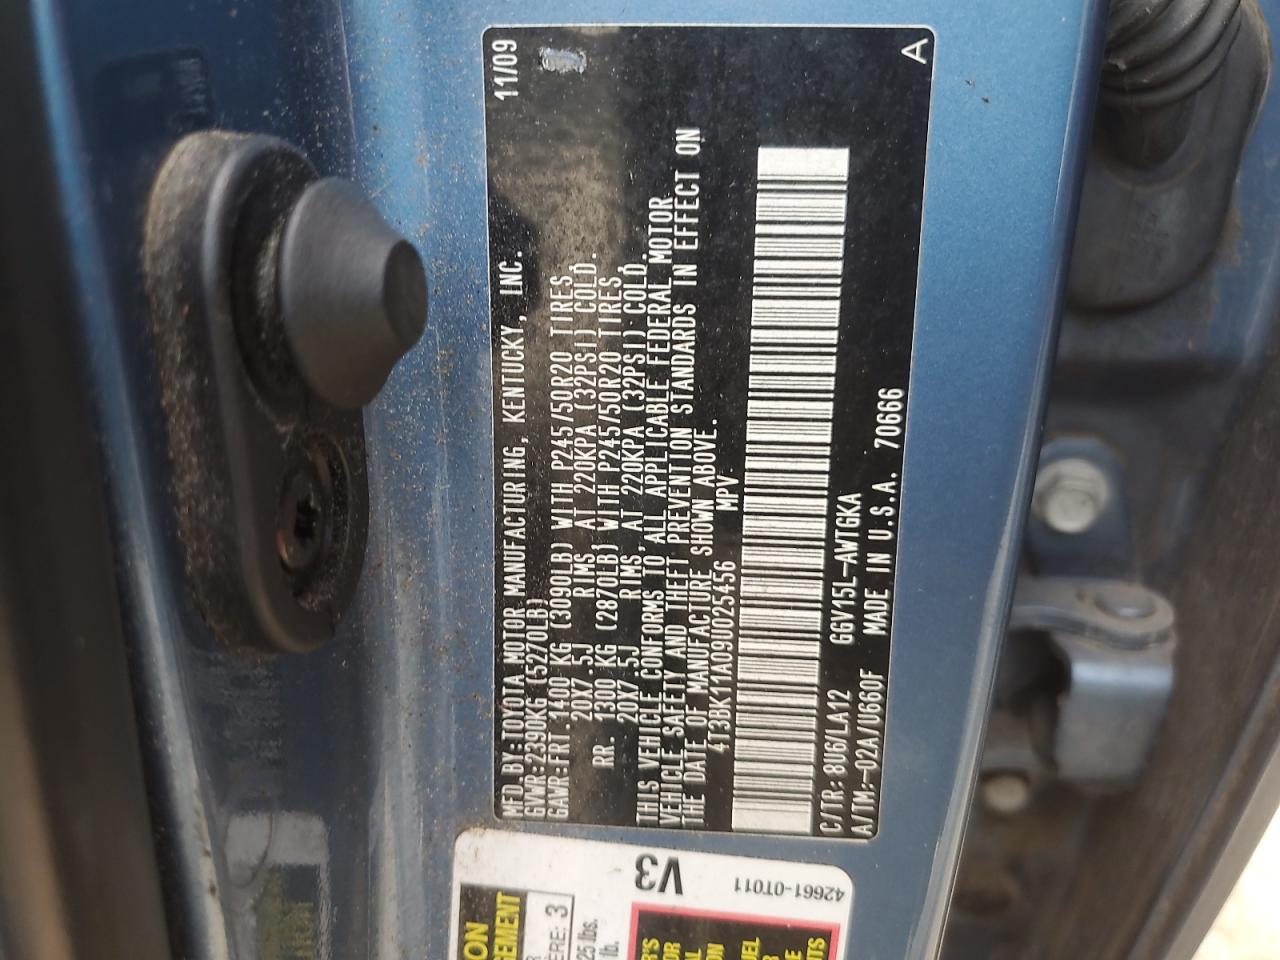 MFD.BY:TOYOTA MOTOR MANUFACTURING, KENTUCKY, INC. 11/09
GVWR:2390KG (5270LB)
GAWR:FRT.1400 KG (3090LB) WITH P245/50R20 TIRES,
20X7.5J RIMS, AT 220KPA (32PSI) COLD.
RR. 1300 KG (2870LB) WITH P245/50R20 TIRES,
20X7.5J RIMS, AT 220KPA (32PSI) COLD.
THIS VEHICLE CONFORMS TO ALL APPLICABLE FEDERAL MOTOR
VEHICLE SAFETY AND THEFT PREVENTION STANDARDS IN EFFECT ON
THE DATE OF MANUFACTURE SHOWN ABOVE.
4T3BK11A09U025456 MPV
C/TR: 8U6/LA12 GGV15L-AWTGKA
A/TM:-02A/U660F MADE IN U.S.A. 70666
A
V3
42661-0T011